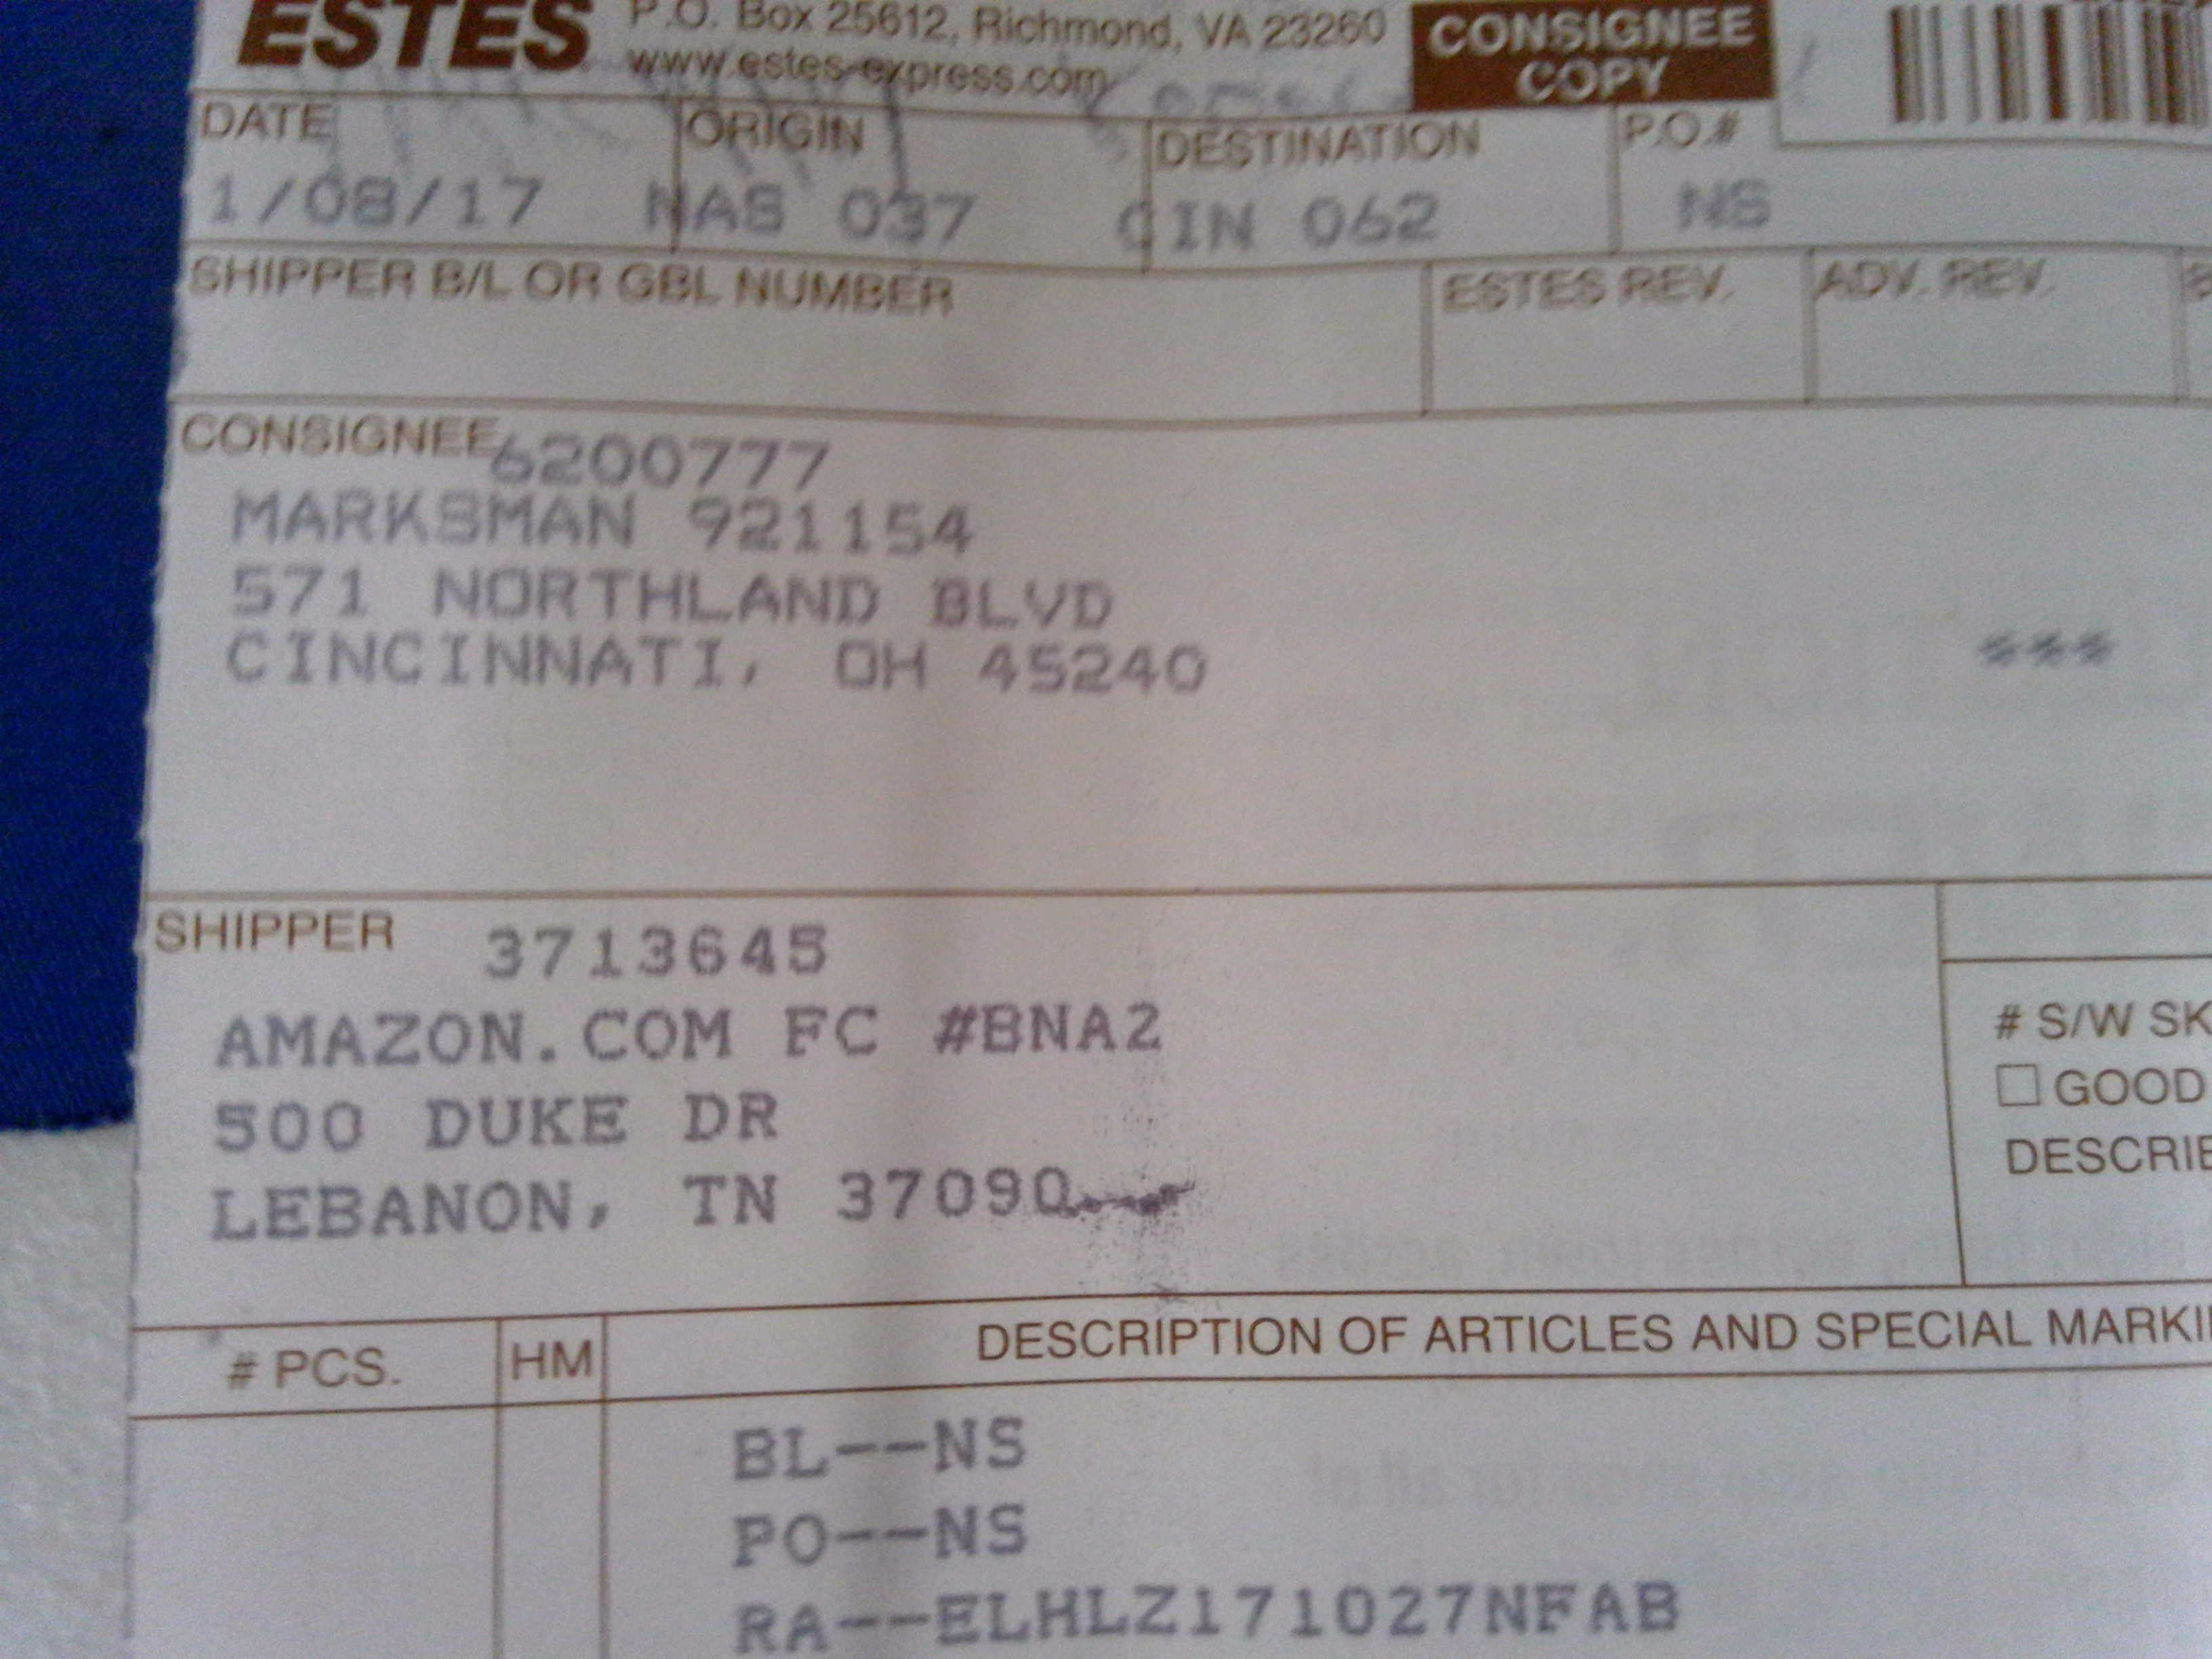 ESTES P.O. Box 25612, Richmond, VA 23260 CONSIGNEE
www.estes-express.com COPY
DATE ORIGIN DESTINATION P.O.#
1/08/17 NAS 037 CIN 062 NS
SHIPPER B/L OR GBL NUMBER ESTES REV. ADV. REV.
CONSIGNEE 6200777
MARKSMAN 921154
571 NORTHLAND BLVD
CINCINNATI, OH 45240
***
SHIPPER 3713645
AMAZON.COM FC #BNA2
500 DUKE DR
LEBANON, TN 37090
# S/W SK
GOOD
DESCRIB
# PCS. HM DESCRIPTION OF ARTICLES AND SPECIAL MARKI
BL--NS
PO--NS
RA--ELHLZ171027NFAB